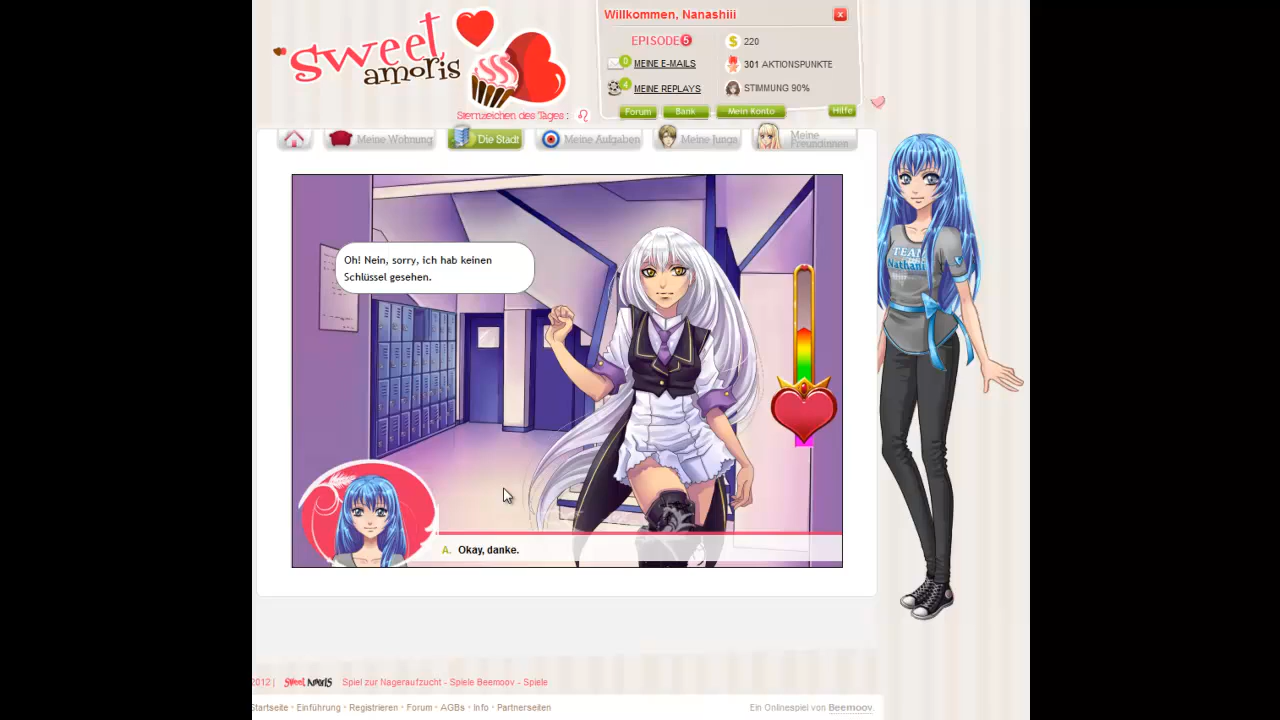 sweet
amoris
Willkommen, Nanashiii
x
EPISODE 5
$ 220
0 MEINE E-MAILS
301 AKTIONSPUNKTE
4 MEINE REPLAYS
STIMMUNG 90%
Sternzeichen des Tages : ♌
Forum Bank Mein Konto Hilfe
Meine Wohnung Die Stadt Meine Aufgaben Meine Jungs Meine
Freundinnen
Oh! Nein, sorry, ich hab keinen
Schlüssel gesehen.
TEAM
A. Okay, danke.
2012 | Sweet Amoris Spiel zur Nageraufzucht - Spiele Beemoov - Spiele
Startseite · Einführung · Registrieren · Forum · AGBs · Info · Partnerseiten
Ein Onlinespiel von Beemoov.